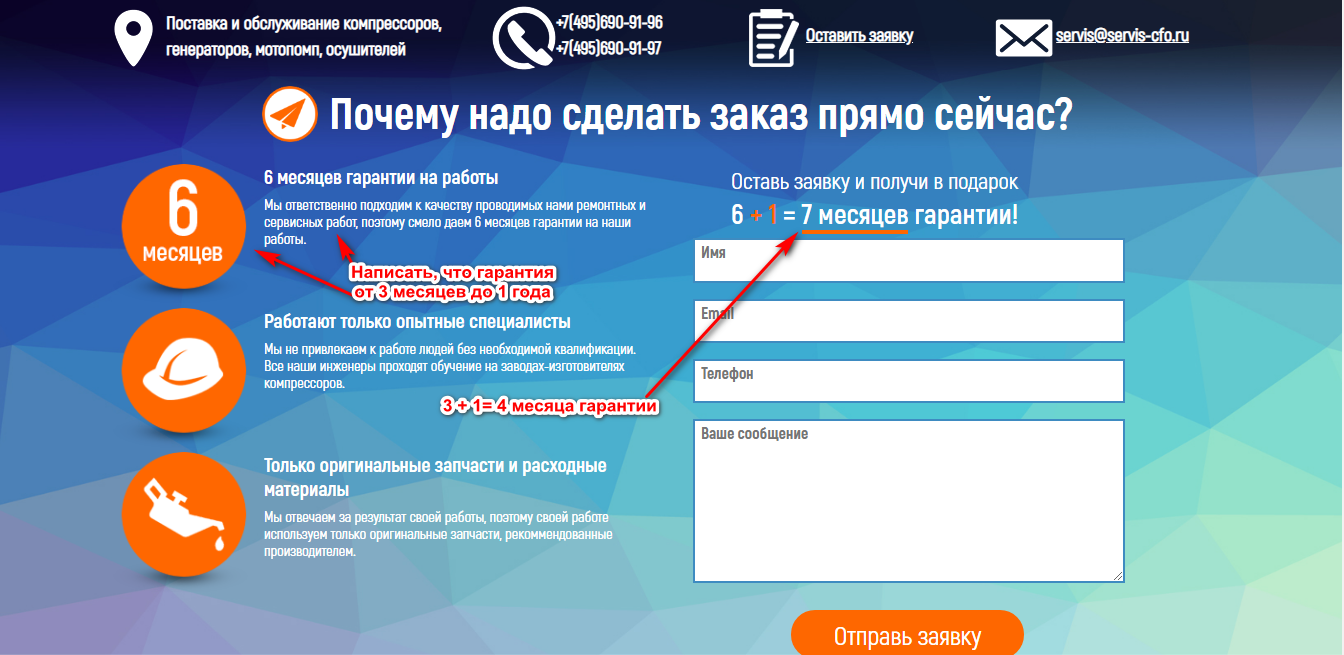 Поставка и обслуживание компрессоров,
генераторов, мотопомп, осушителей
+7(495)690-91-96
+7(495)690-91-97
Оставить заявку
servis@servis-cfo.ru
Почему надо сделать заказ прямо сейчас?
6
месяцев
6 месяцев гарантии на работы
Мы ответственно подходим к качеству проводимых нами ремонтных и
сервисных работ, поэтому смело даем 6 месяцев гарантии на наши
работы.
Написать, что гарантия
от 3 месяцев до 1 года
Работают только опытные специалисты
Мы не привлекаем к работе людей без необходимой квалификации.
Все наши инженеры проходят обучение на заводах-изготовителях
компрессоров.
3 + 1= 4 месяца гарантии
Только оригинальные запчасти и расходные
материалы
Мы отвечаем за результат своей работы, поэтому своей работе
используем только оригинальные запчасти, рекоммендованные
производителем.
Оставь заявку и получи в подарок
6 + 1 = 7 месяцев гарантии!
Имя
Email
Телефон
Ваше сообщение
Отправь заявку